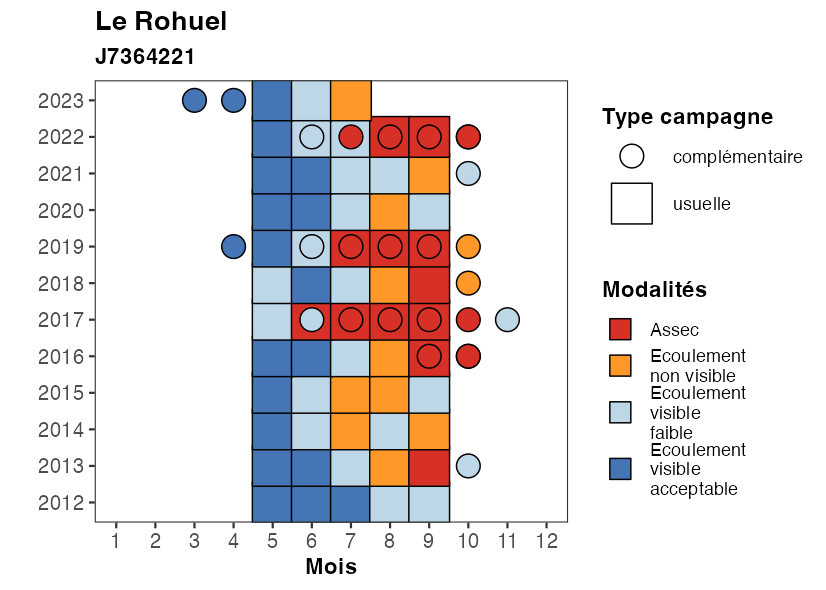 Le Rohuel
J7364221
2023
2022
2021
2020
2019
2018
2017
2016
2015
2014
2013
2012
1 2 3 4 5 6 7 8 9 10 11 12
Mois
Type campagne
complémentaire
usuelle
Modalités
Assec
Ecoulement
non visible
Ecoulement
visible
faible
Ecoulement
visible
acceptable